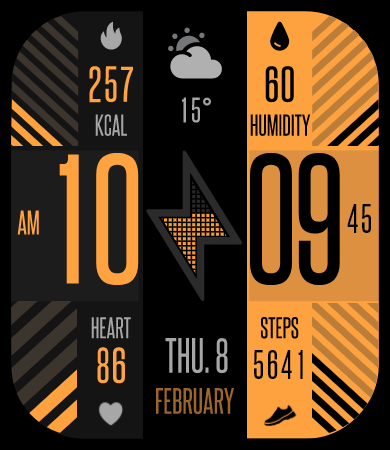 257
KCAL
15°
60
HUMIDITY
AM
10
09
45
HEART
86
THU. 8
FEBRUARY
STEPS
5641